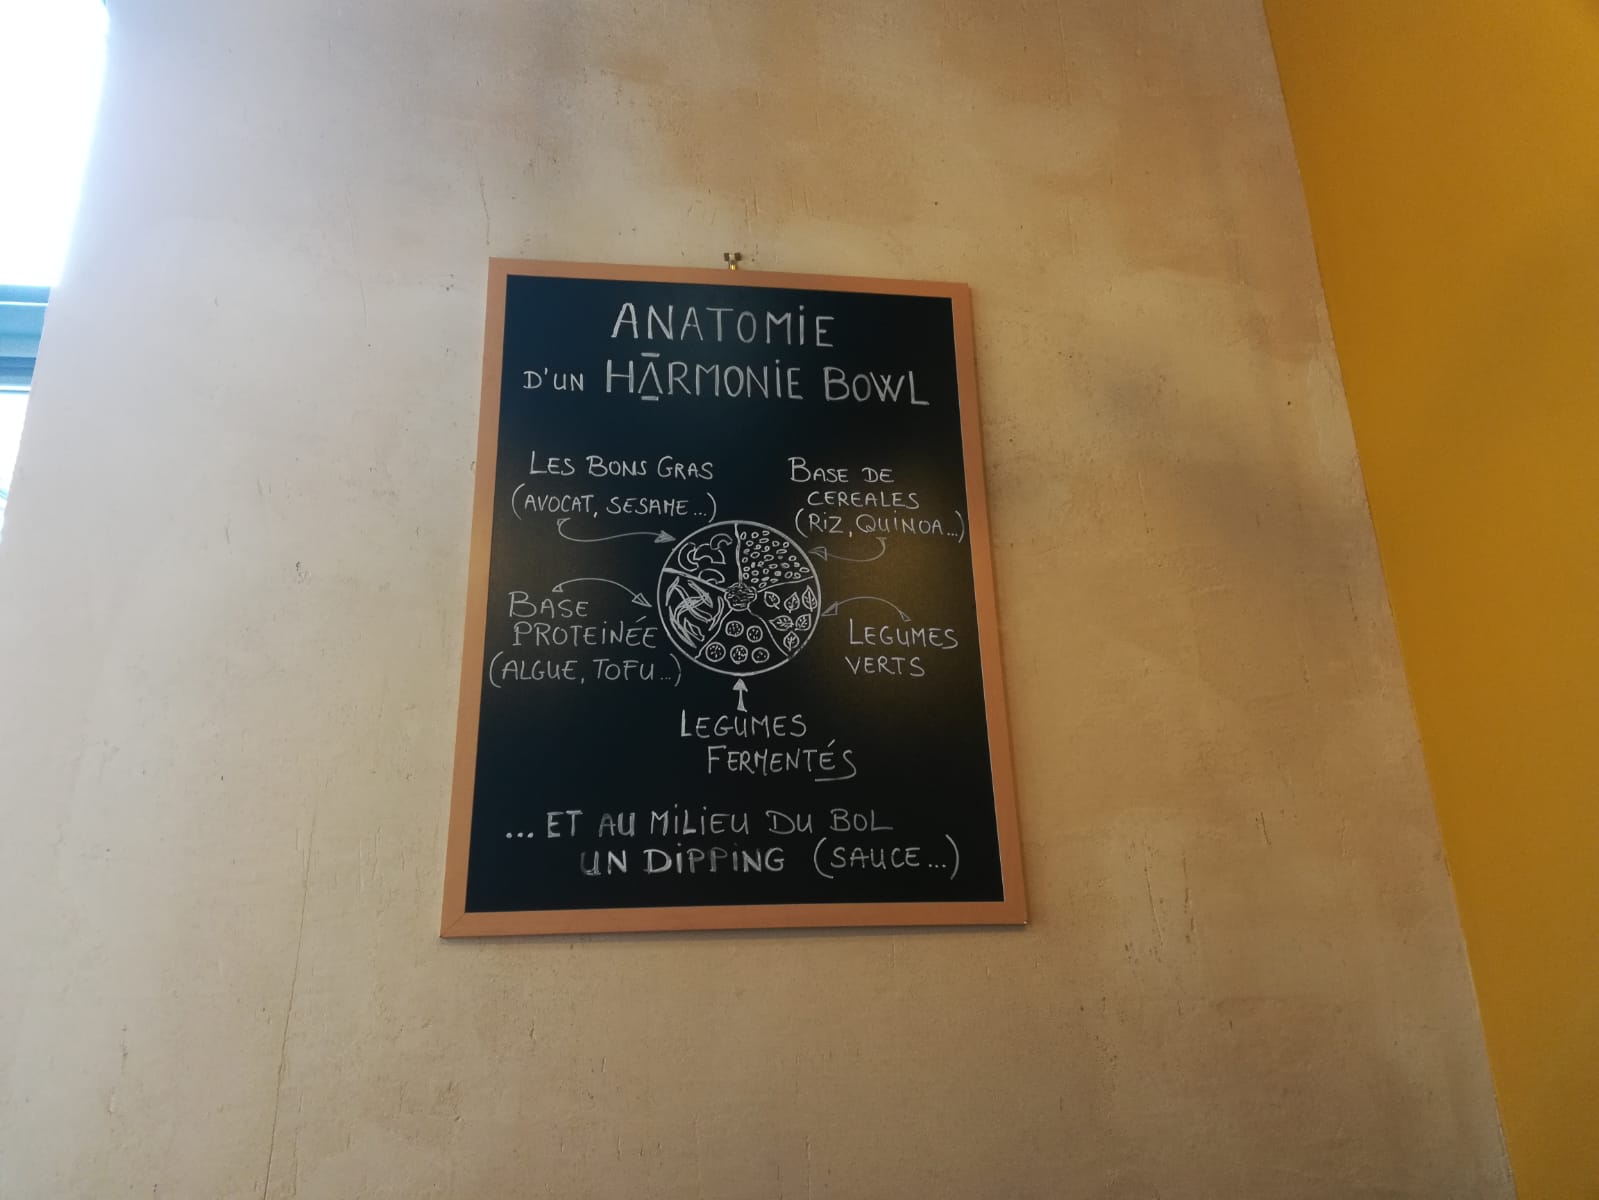 ANATOMIE
D'UN HĀRMONIE BOWL
LES BONS GRAS
(AVOCAT, SESAME...)
BASE DE
CEREALES
(RIZ, QUINOA...)
BASE
PROTEINÉE
(ALGUE, TOFU...)
LEGUMES
VERTS
LEGUMES
FERMENTÉS
... ET AU MILIEU DU BOL
UN DIPPING (SAUCE...)